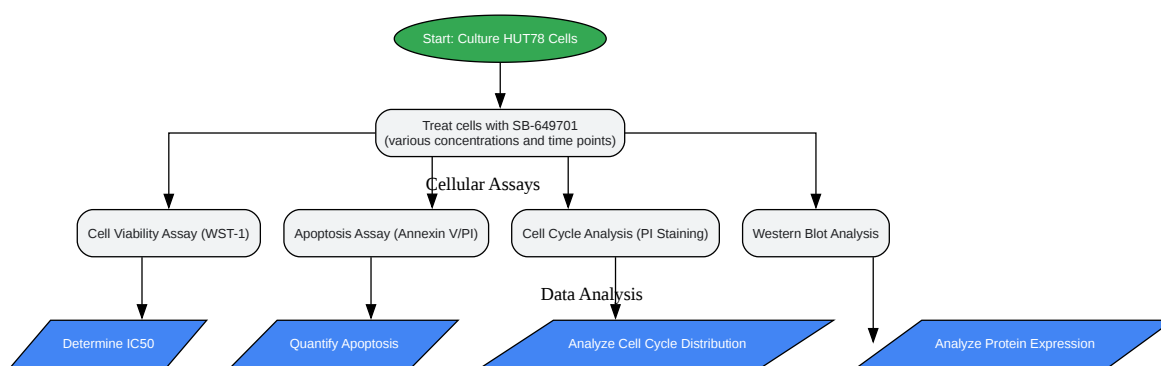 Start: Culture HUT78 Cells
Treat cells with SB-649701
(various concentrations and time points)
Cellular Assays
Cell Viability Assay (WST-1)
Apoptosis Assay (Annexin V/PI)
Cell Cycle Analysis (PI Staining)
Western Blot Analysis
Data Analysis
Determine IC50
Quantify Apoptosis
Analyze Cell Cycle Distribution
Analyze Protein Expression